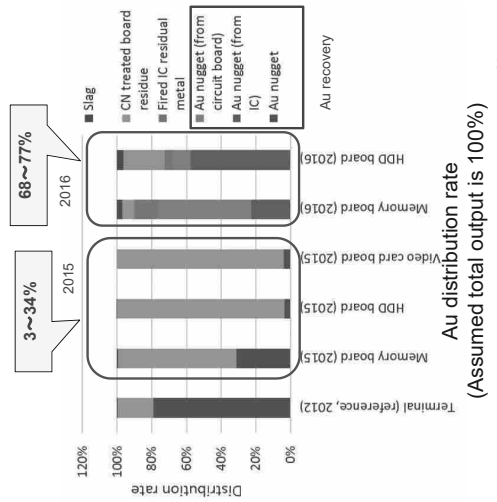 68～77%
3～34%
2016
2015
120%
100%
80%
60%
40%
20%
0%
Distribution rate
Terminal (reference, 2012)
Memory board
(2015)
HDD board
(2015)
Video card board
(2015)
Memory board
(2016)
HDD board
(2016)
Slag
CN treated board
residue
Fired IC residual
metal
Au nugget (from
circuit board)
Au nugget (from
IC)
Au nugget
Au recovery
Au distribution rate
(Assumed total output is 100%)